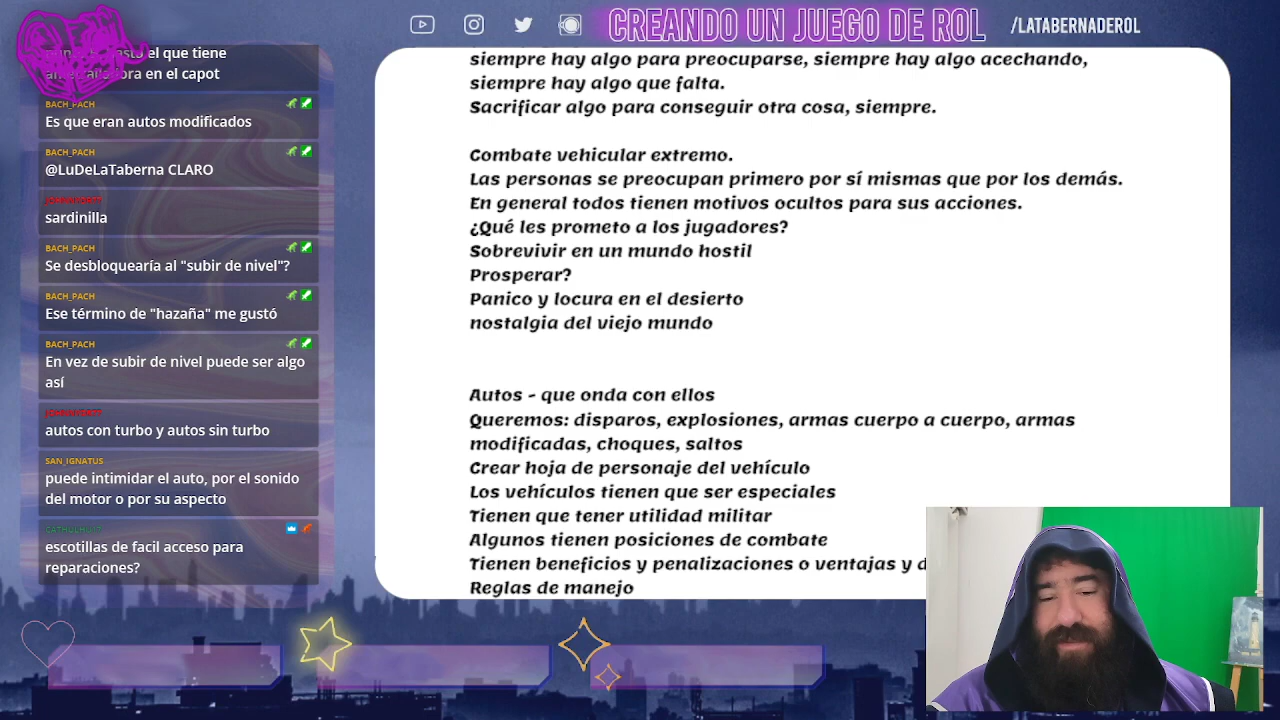 CREANDO UN JUEGO DE ROL
/LATABERNADEROL
el que tiene
en el capot
BACH_PACH
Es que eran autos modificados
BACH_PACH
@LuDeLaTaberna CLARO
sardinilla
BACH_PACH
Se desbloquearía al "subir de nivel"?
BACH_PACH
Ese término de "hazaña" me gustó
BACH_PACH
En vez de subir de nivel puede ser algo
así
autos con turbo y autos sin turbo
SAN_IGNATUS
puede intimidar el auto, por el sonido
del motor o por su aspecto
escotillas de facil acceso para
reparaciones?
siempre hay algo para preocuparse, siempre hay algo acechando,
siempre hay algo que falta.
Sacrificar algo para conseguir otra cosa, siempre.
Combate vehicular extremo.
Las personas se preocupan primero por sí mismas que por los demás.
En general todos tienen motivos ocultos para sus acciones.
¿Qué les prometo a los jugadores?
Sobrevivir en un mundo hostil
Prosperar?
Panico y locura en el desierto
nostalgia del viejo mundo
Autos - que onda con ellos
Queremos: disparos, explosiones, armas cuerpo a cuerpo, armas
modificadas, choques, saltos
Crear hoja de personaje del vehículo
Los vehículos tienen que ser especiales
Tienen que tener utilidad militar
Algunos tienen posiciones de combate
Tienen beneficios y penalizaciones o ventajas y
Reglas de manejo